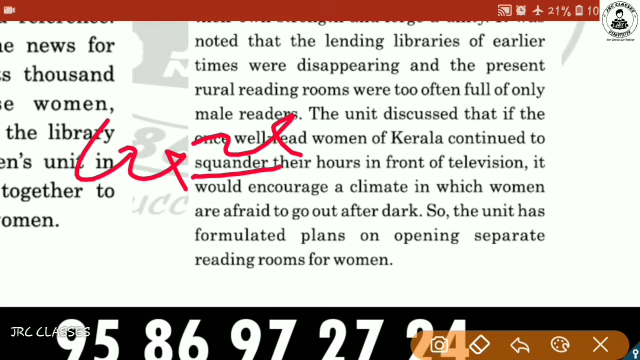 21% 10
JRC CLASSES
e news for
s thousand
se women,
the library
en's unit in
together to
omen.
noted that the lending libraries of earlier
times were disappearing and the present
rural reading rooms were too often full of only
male readers. The unit discussed that if the
once well-read women of Kerala continued to
squander their hours in front of television, it
would encourage a climate in which women
are afraid to go out after dark. So, the unit has
formulated plans on opening separate
reading rooms for women.
JRC CLASSES
95 86 97 27 24